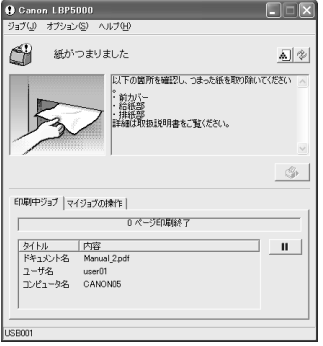 Canon LBP5000
ジョブ(J) オプション(S) ヘルプ(H)
紙がつまりました
以下の箇所を確認し、つまった紙を取り除いてください
。
・前カバー
・給紙部
・排紙部
詳細は取扱説明書をご覧ください。
印刷中ジョブ マイジョブの操作
0 ページ印刷終了
タイトル 内容
ドキュメント名 Manual_2.pdf
ユーザ名 user01
コンピュータ名 CANON05
USB001